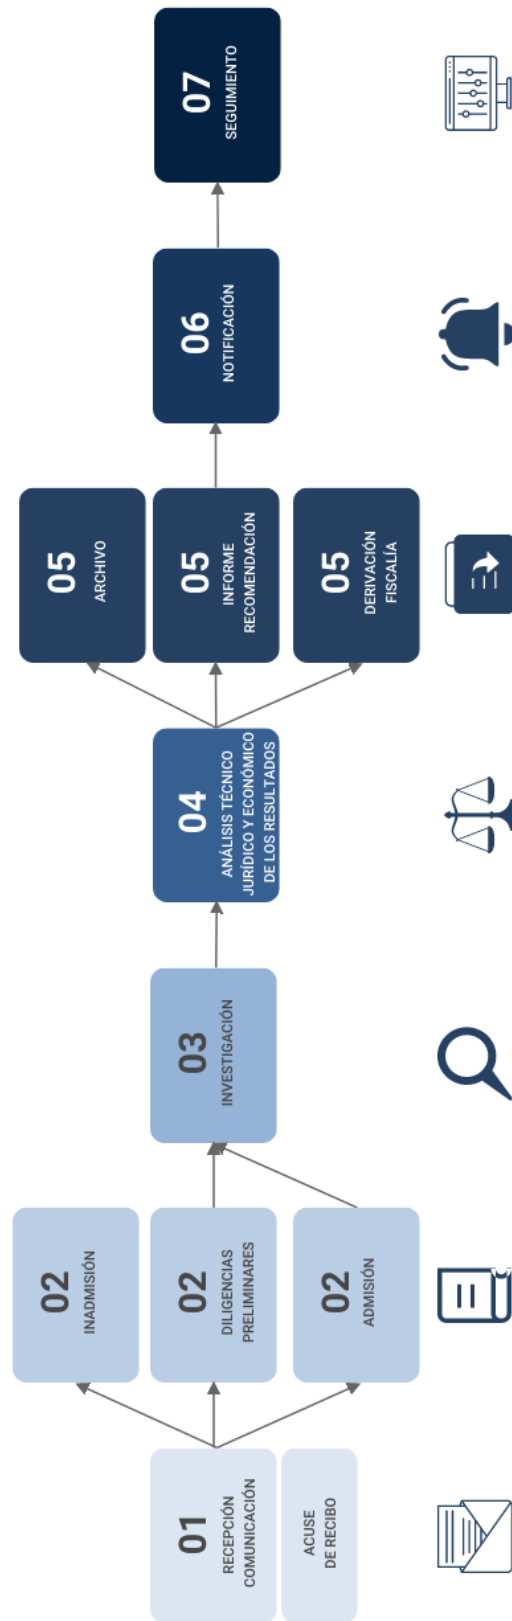 01
RECEPCIÓN
COMUNICACIÓN
ACUSE
DE RECIBO
02
INADMISIÓN
02
DILIGENCIAS
PRELIMINARES
02
ADMISIÓN
03
INVESTIGACIÓN
04
ANÁLISIS TÉCNICO
JURÍDICO Y ECONÓMICO
DE LOS RESULTADOS
05
ARCHIVO
05
INFORME
RECOMENDACIÓN
05
DERIVACIÓN
FISCALÍA
06
NOTIFICACIÓN
07
SEGUIMIENTO